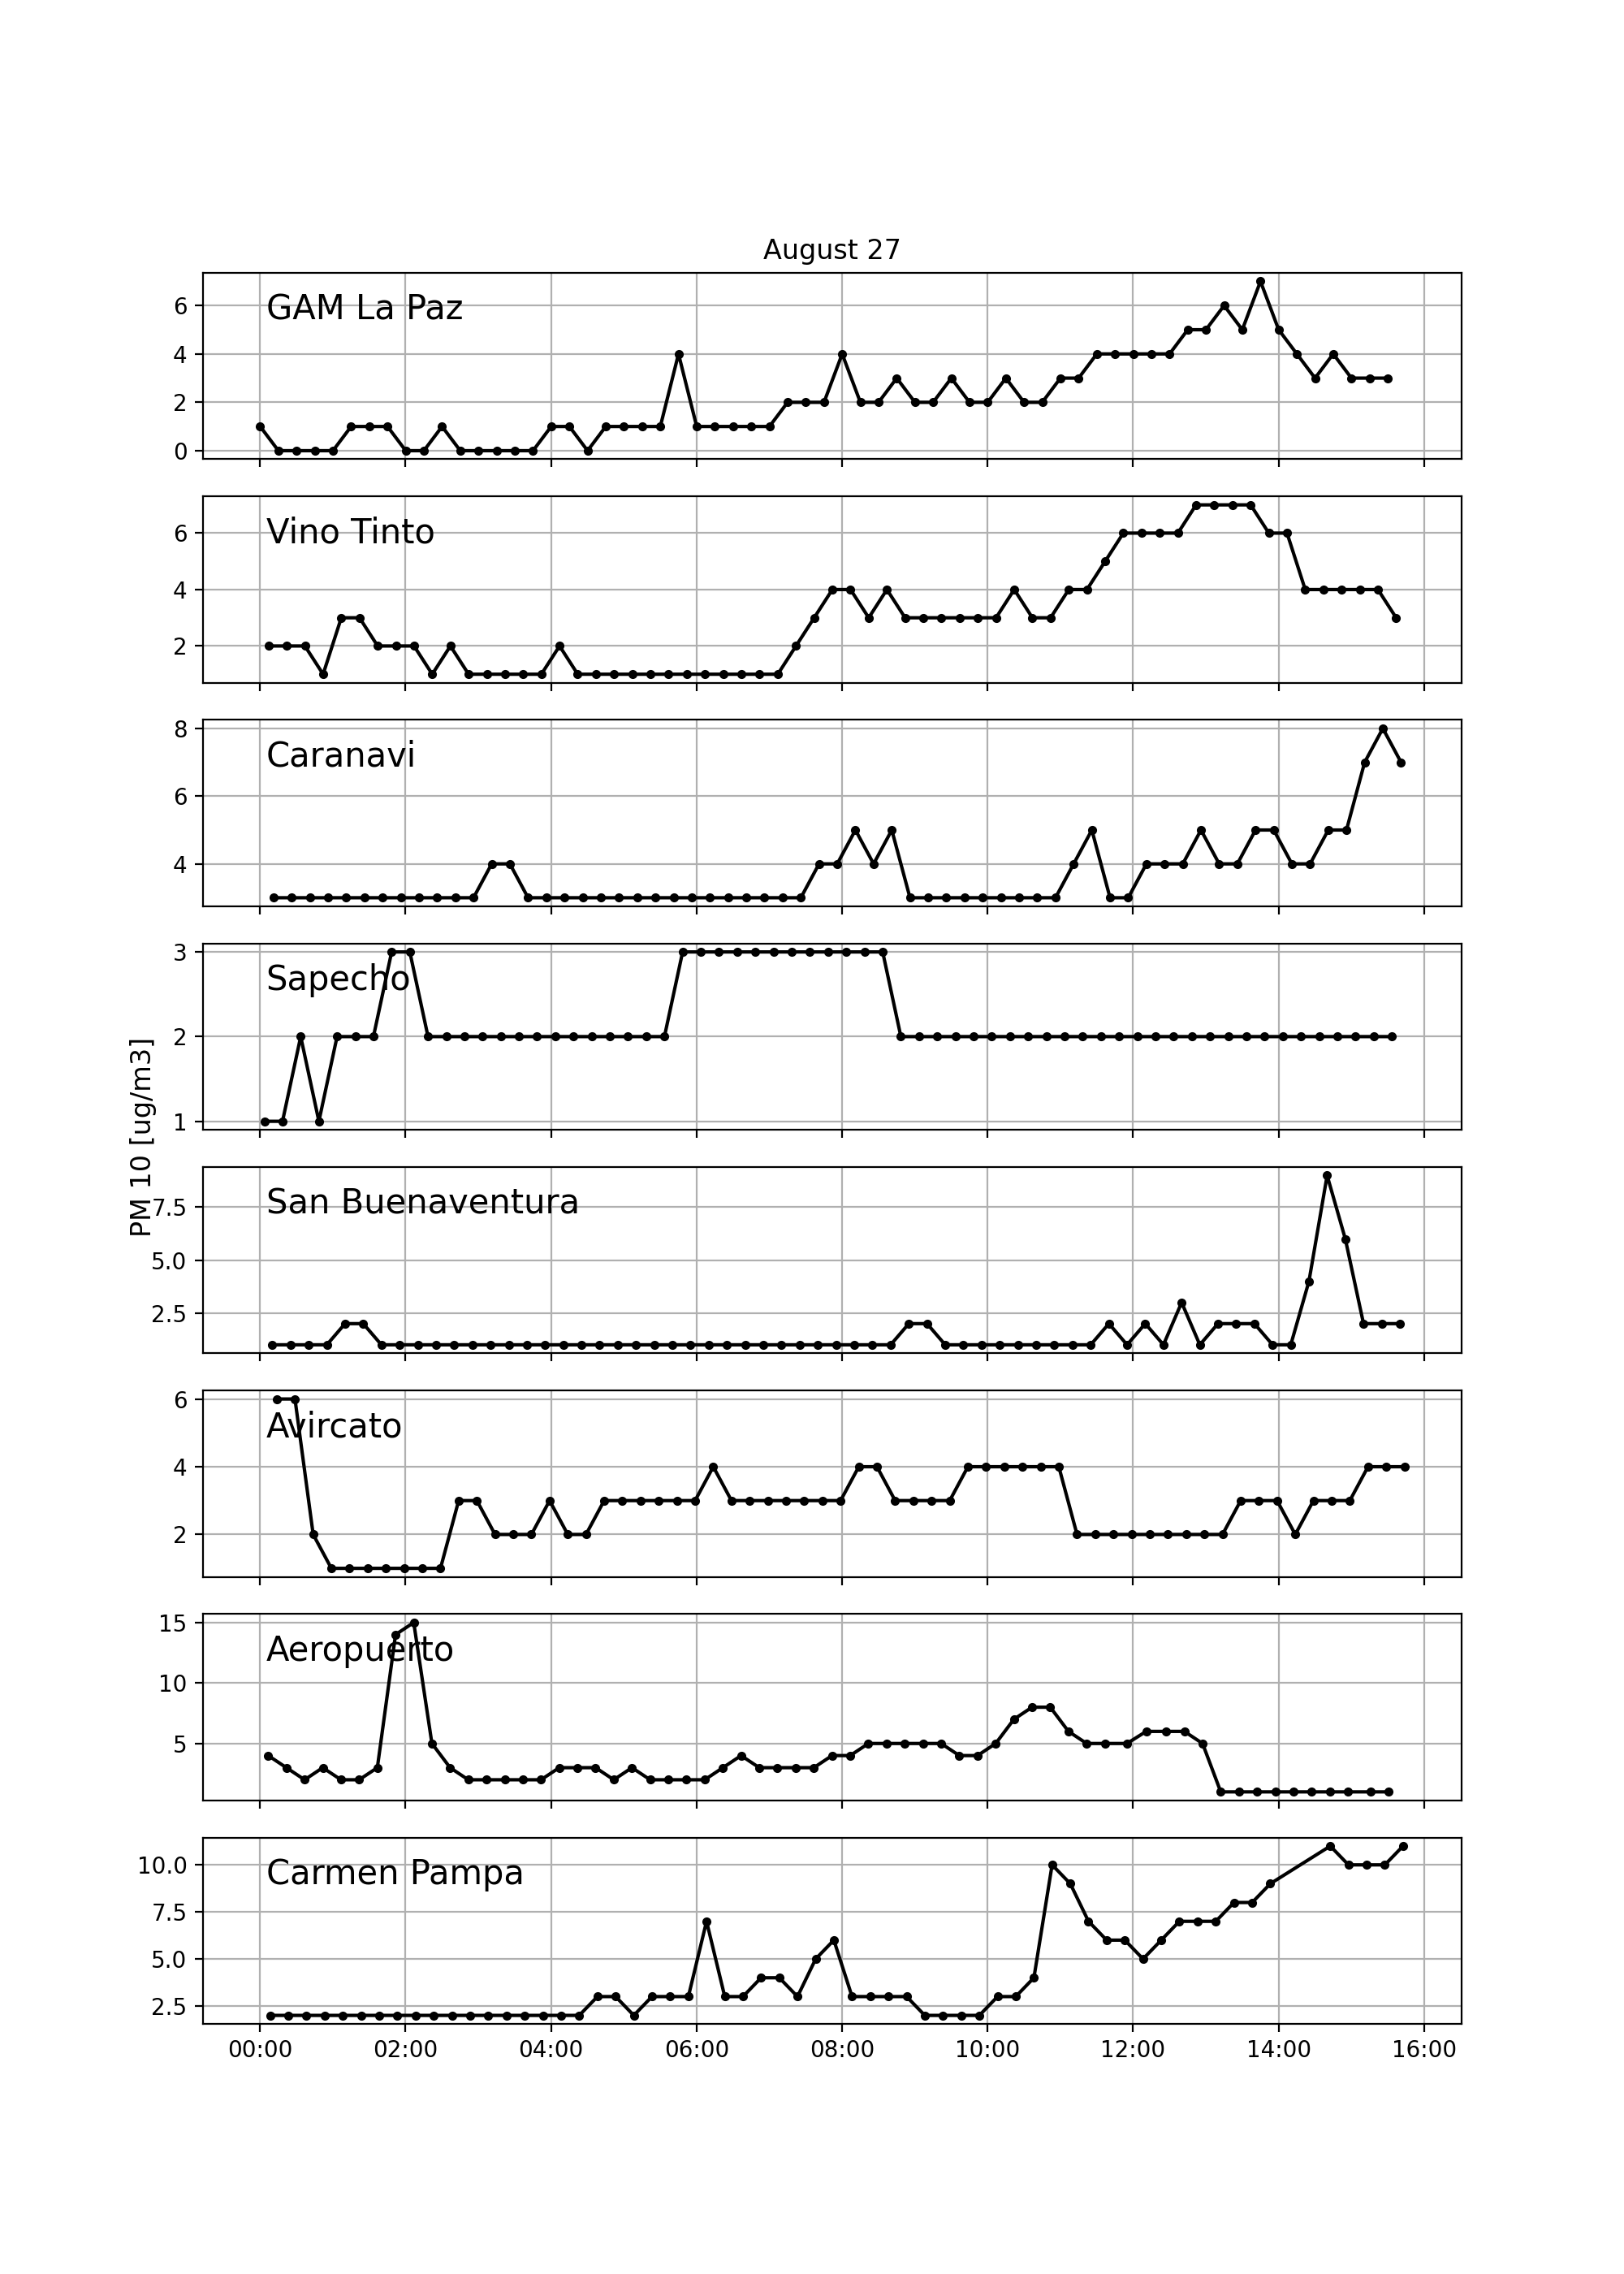 August 27
GAM La Paz
6
4
2
0
Vino Tinto
6
4
2
Caranavi
8
6
4
Sapecho
3
2
1
PM 10 [ug/m3]
San Buenaventura
7.5
5.0
2.5
Avircato
6
4
2
Aeropuerto
15
10
5
Carmen Pampa
10.0
7.5
5.0
2.5
00:00 02:00 04:00 06:00 08:00 10:00 12:00 14:00 16:00